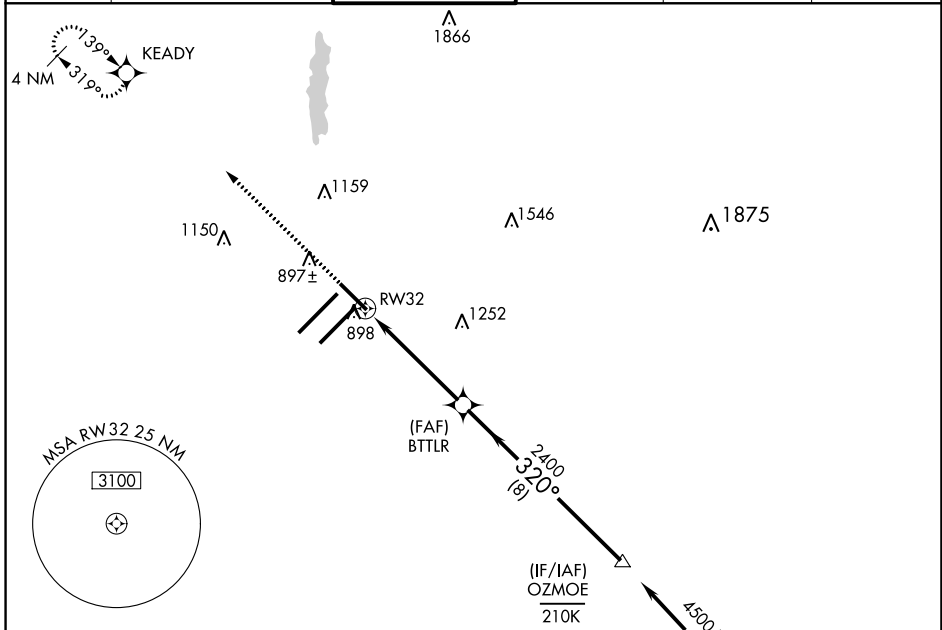 1866
139°
KEADY
4 NM
319°
1159
1546
1875
1150
897±
RW32
898
1252
(FAF)
BTTLR
2400
320°
(8)
MSA RW32 25 NM
3100
(IF/IAF)
OZMOE
210K
4500